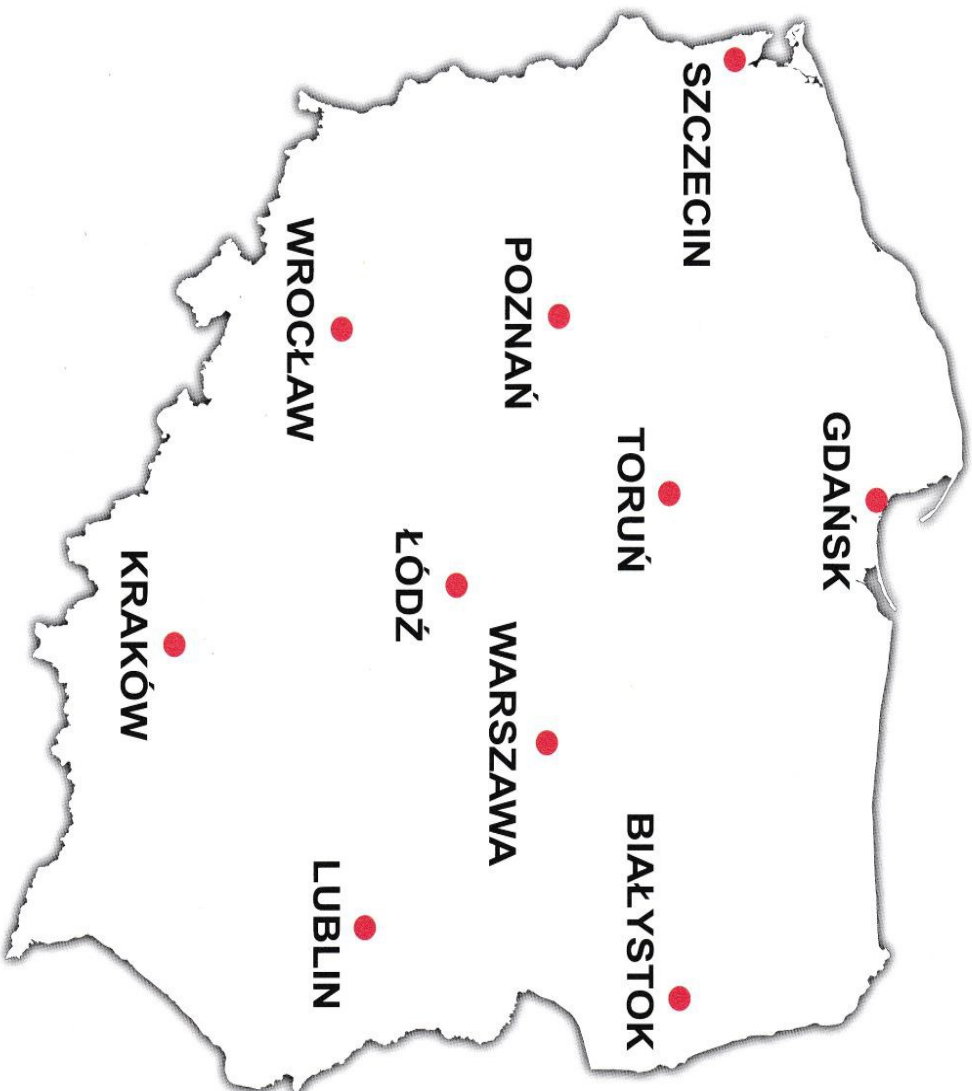 GDAŃSK
SZCZECIN
BIAŁYSTOK
TORUŃ
POZNAŃ
WARSZAWA
ŁÓDŹ
LUBLIN
WROCŁAW
KRAKÓW